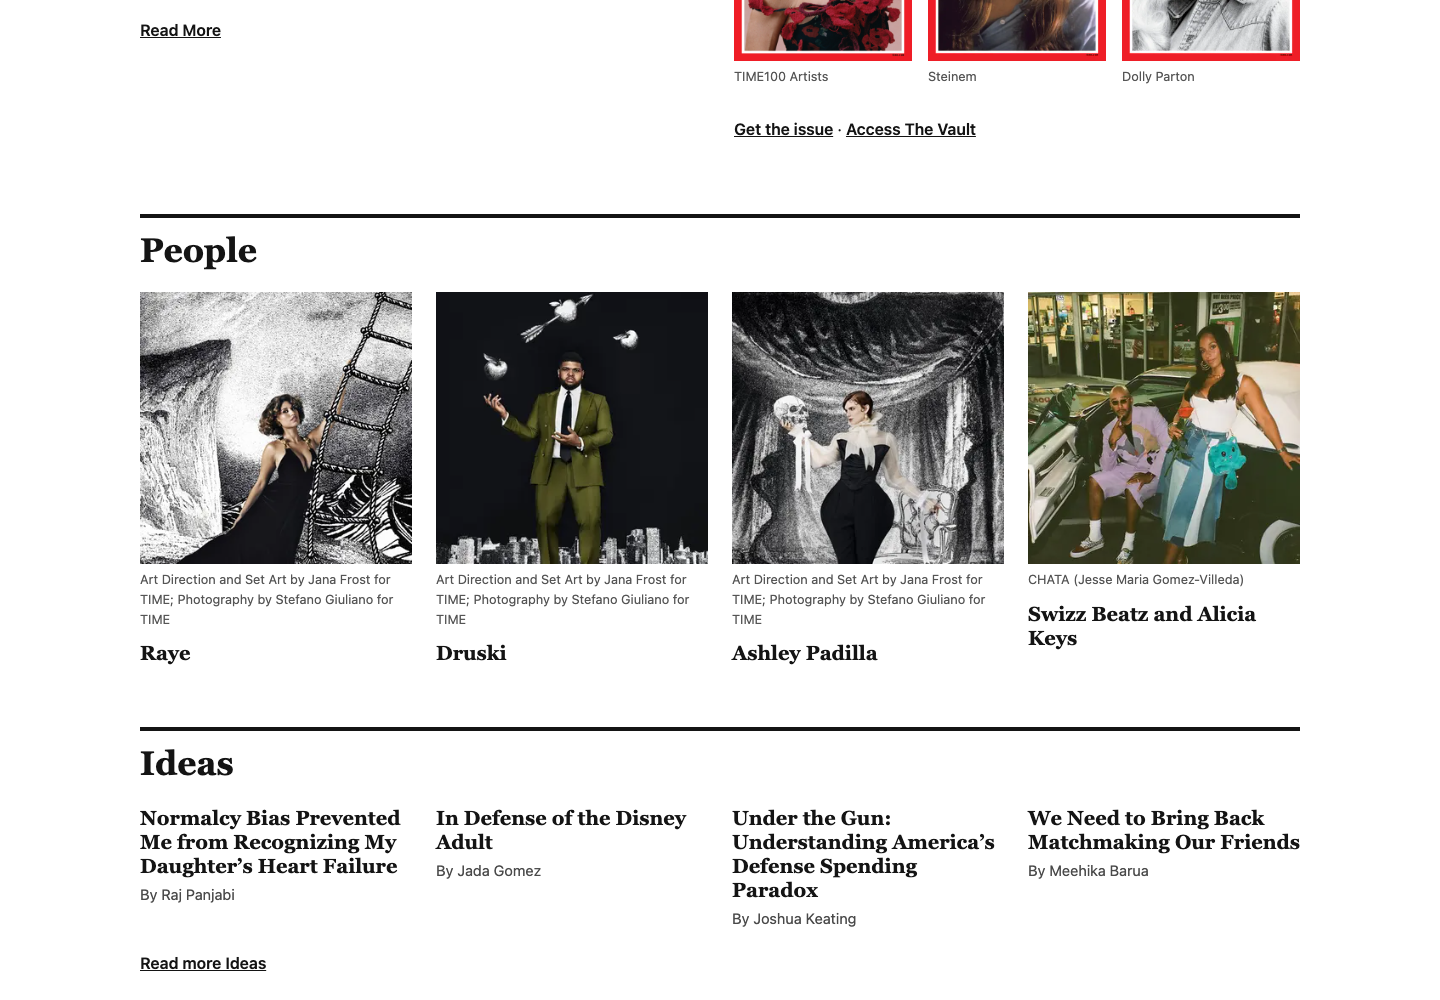 Read More
TIME100 Artists
Steinem
Dolly Parton
Get the issue · Access The Vault
People
Art Direction and Set Art by Jana Frost for
TIME; Photography by Stefano Giuliano for
TIME
Raye
Art Direction and Set Art by Jana Frost for
TIME; Photography by Stefano Giuliano for
TIME
Druski
Art Direction and Set Art by Jana Frost for
TIME; Photography by Stefano Giuliano for
TIME
Ashley Padilla
CHATA (Jesse Maria Gomez-Villeda)
Swizz Beatz and Alicia
Keys
Ideas
Normalcy Bias Prevented
Me from Recognizing My
Daughter’s Heart Failure
By Raj Panjabi
In Defense of the Disney
Adult
By Jada Gomez
Under the Gun:
Understanding America’s
Defense Spending
Paradox
By Joshua Keating
We Need to Bring Back
Matchmaking Our Friends
By Meehika Barua
Read more Ideas